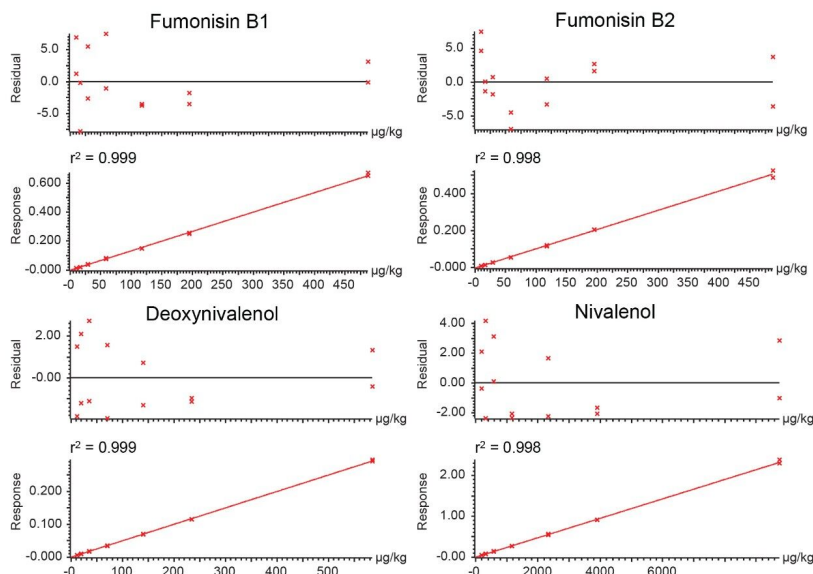 Fumonisin B1
Residual
5.0
0.0
-5.0
µg/kg
r² = 0.999
Response
0.600
0.400
0.200
-0.000
-0 50 100 150 200 250 300 350 400 450
µg/kg
Fumonisin B2
Residual
5.0
0.0
-5.0
µg/kg
r² = 0.998
Response
0.400
0.200
-0.000
-0 50 100 150 200 250 300 350 400 450
µg/kg
Deoxynivalenol
Residual
2.00
-0.00
µg/kg
r² = 0.999
Response
0.200
0.100
-0.000
-0 100 200 300 400 500
µg/kg
Nivalenol
Residual
4.00
2.00
0.00
-2.00
µg/kg
r² = 0.998
Response
2.00
1.00
-0.00
-0 2000 4000 6000
µg/kg